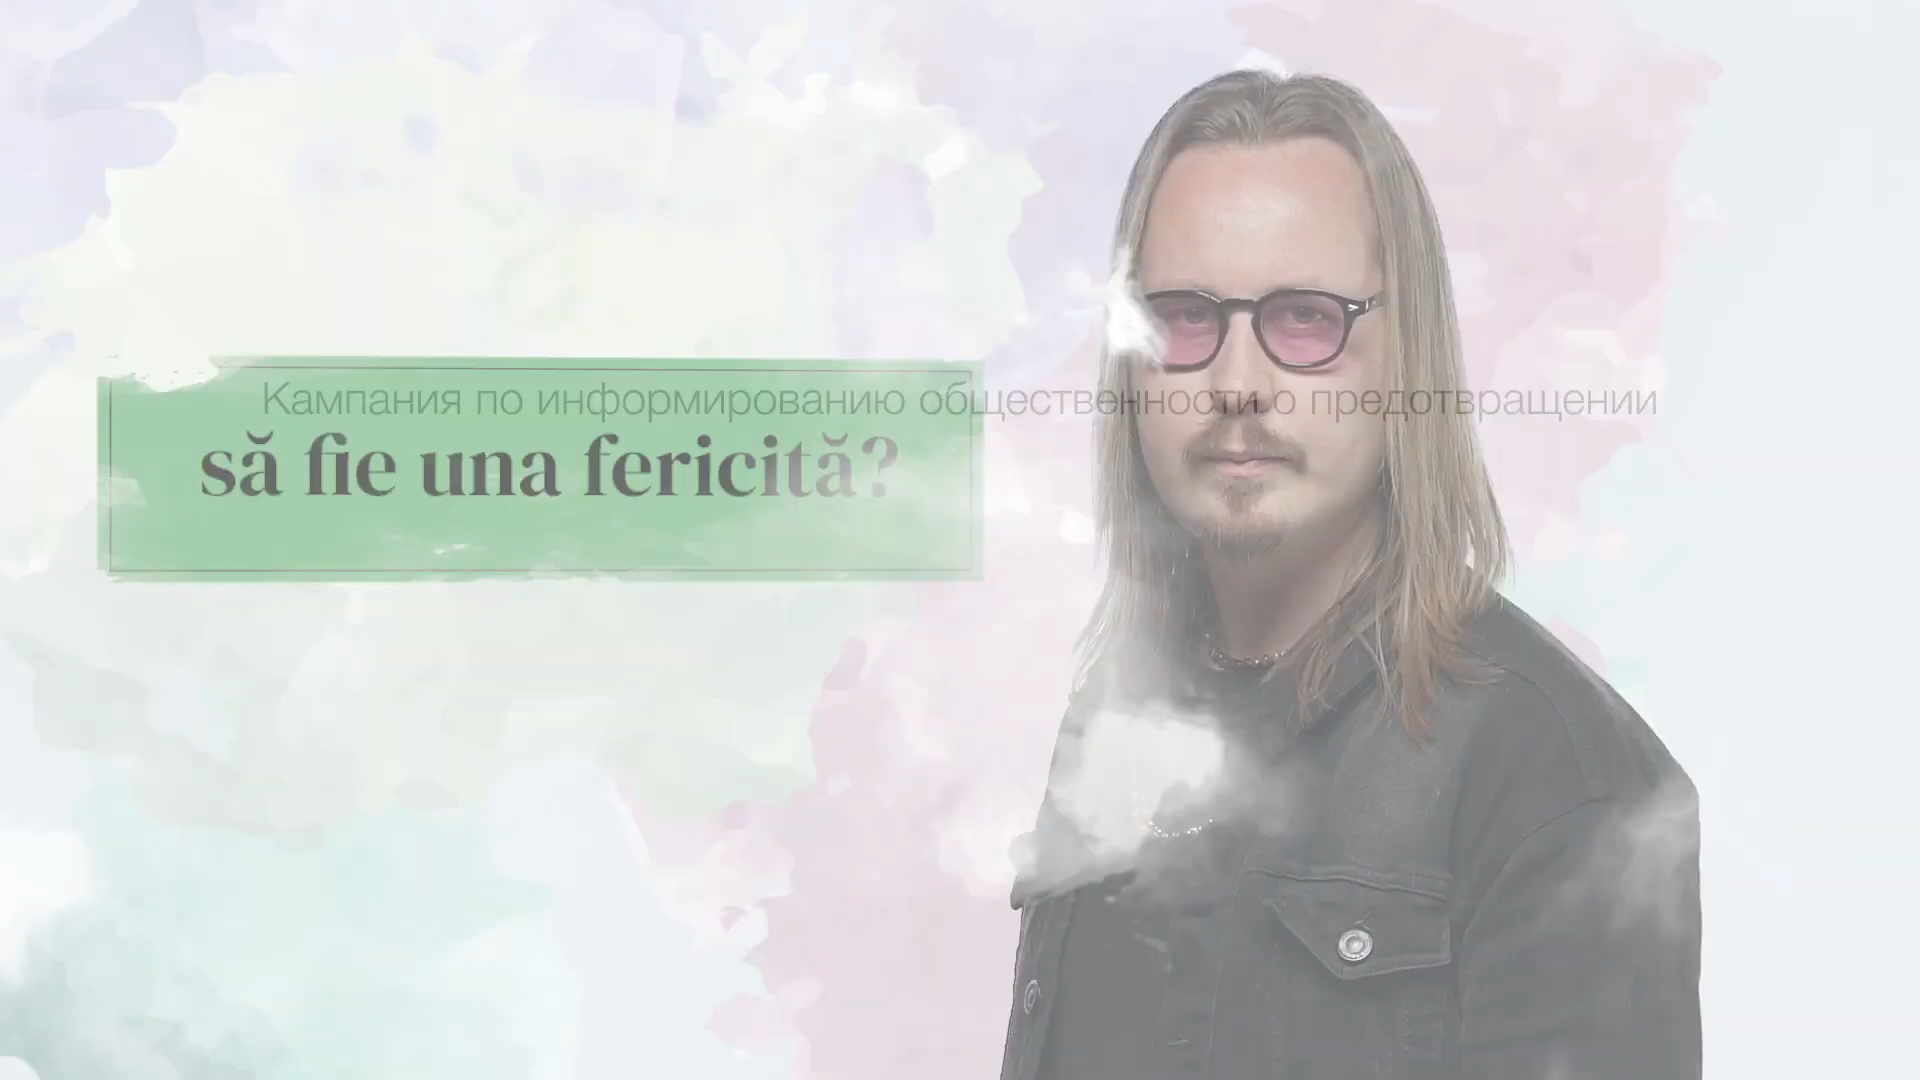 Кампания по информированию общественности о предотвращении
să fie una fericită?